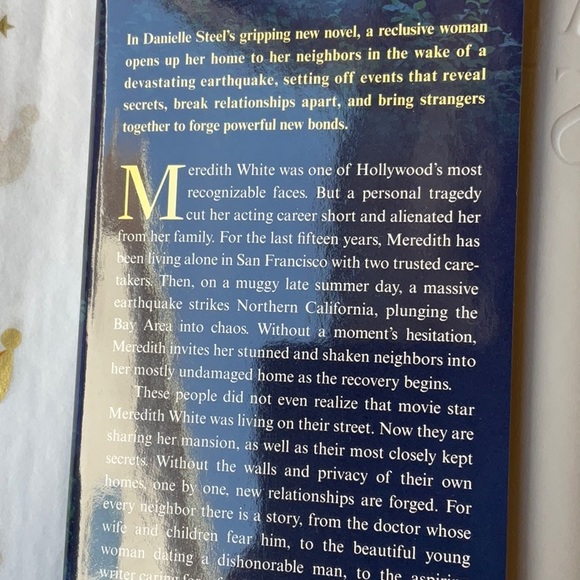 In Danielle Steel's gripping new novel, a reclusive woman
opens up her home to her neighbors in the wake of a
devastating earthquake, setting off events that reveal
secrets, break relationships apart, and bring strangers
together to forge powerful new bonds.
Meredith White was one of Hollywood's most
recognizable faces. But a personal tragedy
cut her acting career short and alienated her
from her family. For the last fifteen years, Meredith has
been living alone in San Francisco with two trusted care-
takers. Then, on a muggy late summer day, a massive
earthquake strikes Northern California, plunging the
Bay Area into chaos. Without a moment's hesitation,
Meredith invites her stunned and shaken neighbors into
her mostly undamaged home as the recovery begins.
These people did not even realize that movie star
Meredith White was living on their street. Now they are
sharing her mansion, as well as their most closely kept
secrets. Without the walls and privacy of their own
homes, one by one, new relationships are forged. For
every neighbor there is a story, from the doctor whose
wife and children fear him, to the beautiful young
woman dating a dishonorable man, to the
writer caring